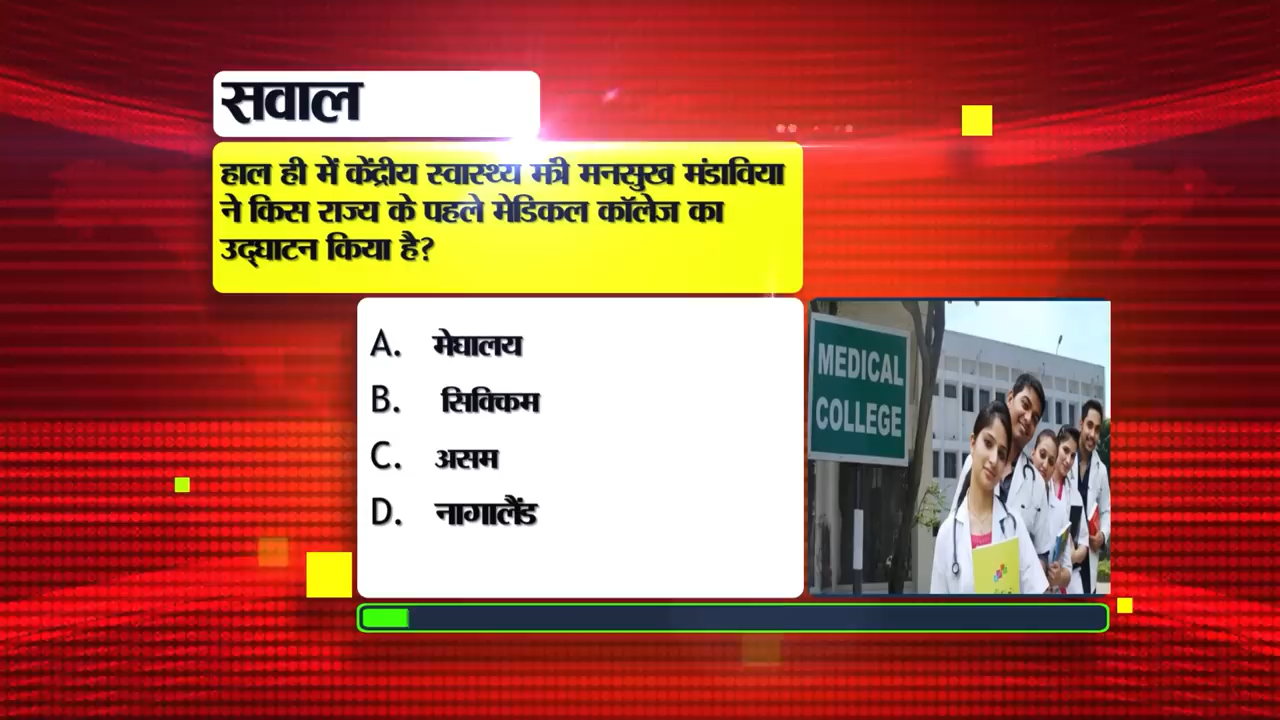 सवाल
हाल ही में केंद्रीय स्वास्थ्य मंत्री मनसुख मंडाविया
ने किस राज्य के पहले मेडिकल कॉलेज का
उद्घाटन किया है?
A. मेघालय
B. सिक्किम
C. असम
D. नागालैंड
MEDICAL
COLLEGE